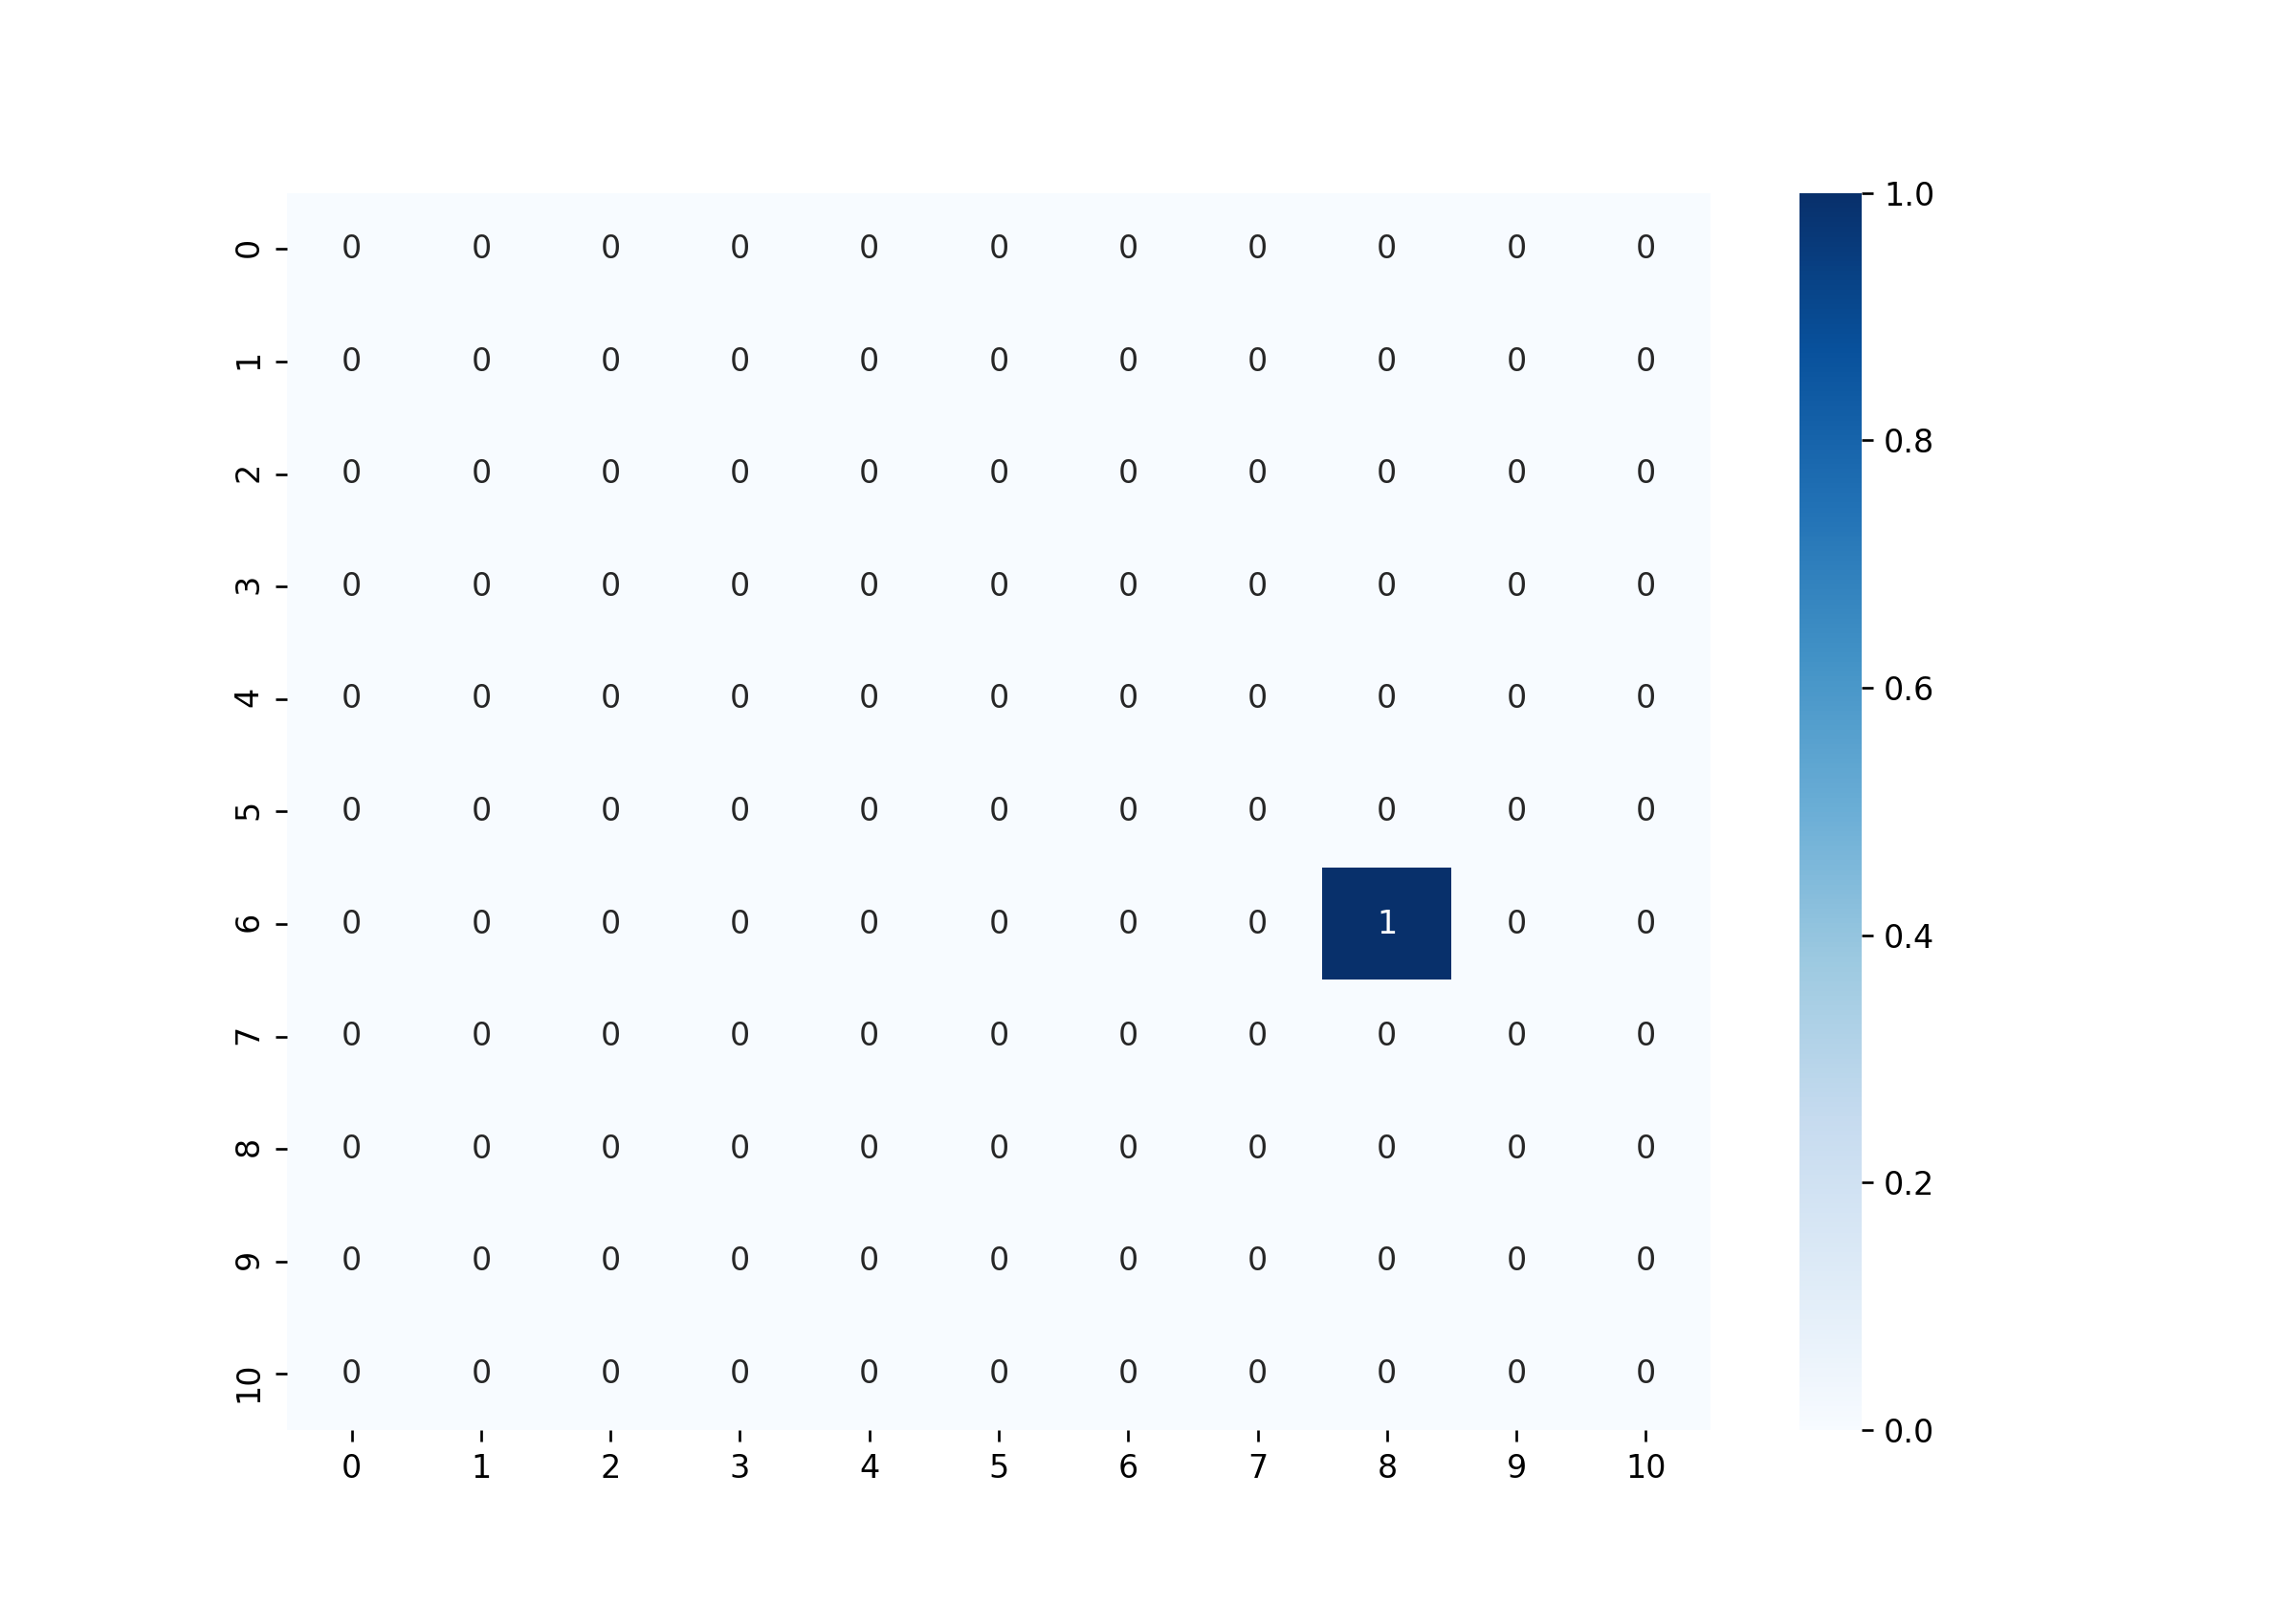 1.0
0 0 0 0 0 0 0 0 0 0 0 0
1 0 0 0 0 0 0 0 0 0 0 0
0.8
2 0 0 0 0 0 0 0 0 0 0 0
3 0 0 0 0 0 0 0 0 0 0 0
0.6
4 0 0 0 0 0 0 0 0 0 0 0
5 0 0 0 0 0 0 0 0 0 0 0
6 0 0 0 0 0 0 0 0 1 0 0
0.4
7 0 0 0 0 0 0 0 0 0 0 0
8 0 0 0 0 0 0 0 0 0 0 0
0.2
9 0 0 0 0 0 0 0 0 0 0 0
10 0 0 0 0 0 0 0 0 0 0 0
0.0
0 1 2 3 4 5 6 7 8 9 10